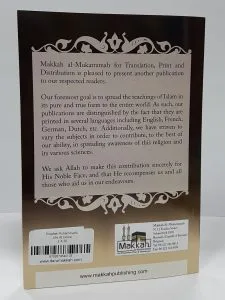 Makkah al-Mukarramah for Translation, Print and
Distribution is pleased to present another publication
to our respected readers.
Our foremost goal is to spread the teachings of Islam in
its pure and true form to the entire world. As such, our
publications are distinguished by the fact that they are
printed in several languages including English, French,
German, Dutch, etc. Additionally, we have striven to
vary the subjects in order to contribute, to the best of
our ability, in spreading awareness of this religion and
its various sciences.
We ask Allah to make this contribution sincerely for
His Noble Face, and that He recompenses us and all
those who aid us in our endeavours.
Makkah
www.makkahpublishing.com